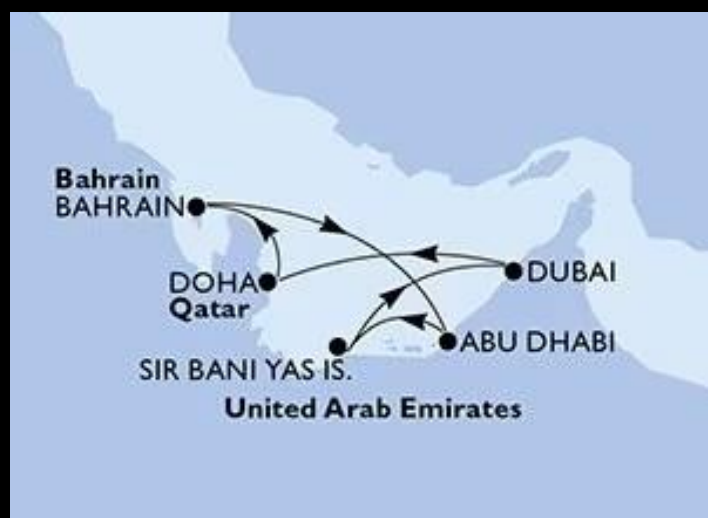 Bahrain
BAHRAIN
DOHA
Qatar
DUBAI
ABU DHABI
SIR BANI YAS IS.
United Arab Emirates